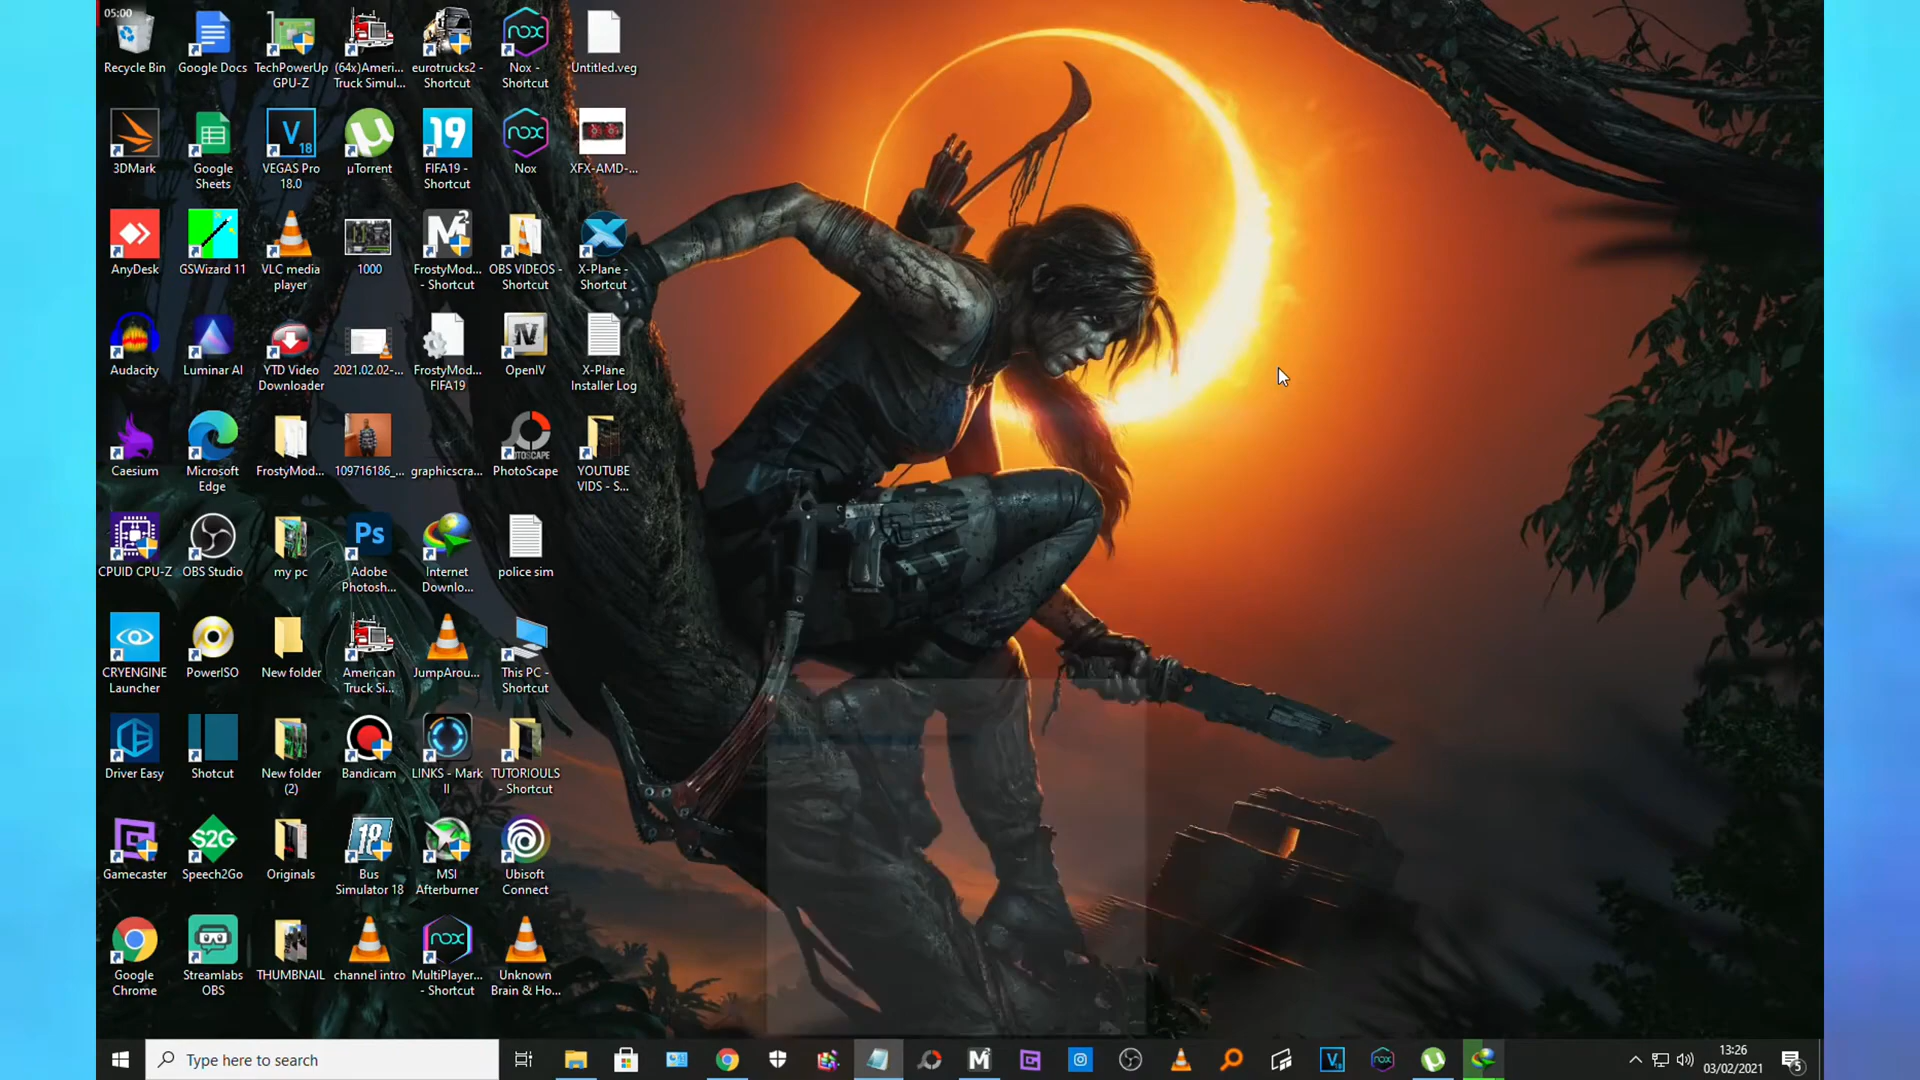 05:00
Recycle Bin
Google Docs
TechPowerUp
GPU-Z
(64x)Ameri...
Truck Simul...
eurotrucks2 -
Shortcut
Nox -
Shortcut
Untitled.veg
3DMark
Google
Sheets
VEGAS Pro
18.0
µTorrent
FIFA19 -
Shortcut
Nox
XFX-AMD-...
AnyDesk
GSWizard 11
VLC media
player
1000
FrostyMod...
- Shortcut
OBS VIDEOS -
Shortcut
X-Plane -
Shortcut
Audacity
Luminar AI
YTD Video
Downloader
2021.02.02-...
FrostyMod...
FIFA19
OpenIV
X-Plane
Installer Log
Caesium
Microsoft
Edge
FrostyMod...
109716186_...
graphicscra...
PHOTOSCAPE
PhotoScape
YOUTUBE
VIDS - S...
CPUID CPU-Z
OBS Studio
my pc
Ps
Adobe
Photosh...
Internet
Downlo...
police sim
CRYENGINE
Launcher
PowerISO
New folder
American
Truck Si...
JumpArou...
This PC -
Shortcut
Driver Easy
Shotcut
New folder
(2)
Bandicam
LINKS - Mark
II
TUTORIOULS
- Shortcut
Gamecaster
S2G
Speech2Go
Originals
18
Bus
Simulator 18
MSI
Afterburner
Ubisoft
Connect
Google
Chrome
Streamlabs
OBS
THUMBNAIL
channel intro
nox
MultiPlayer...
- Shortcut
Unknown
Brain & Ho...
Type here to search
13:26
03/02/2021
5